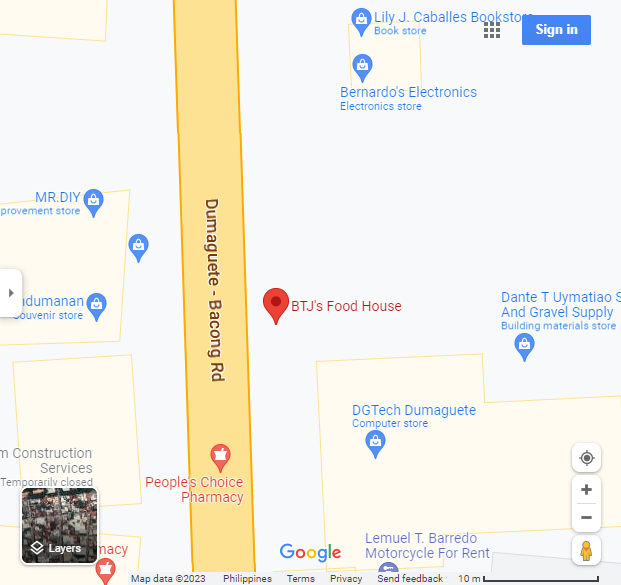 Lily J. Caballes Bookstore
Book store
Sign in
Bernardo's Electronics
Electronics store
MR.DIY
provement store
Dumaguete - Bacong Rd
ndumanan
Souvenir store
BTJ's Food House
Dante T Uymatiao S
And Gravel Supply
Building materials store
DGTech Dumaguete
Computer store
m Construction
Services
Temporarily closed
People's Choice
Pharmacy
Layers
macy
Google
Lemuel T. Barredo
Motorcycle For Rent
Map data ©2023 Philippines Terms Privacy Send feedback 10 m